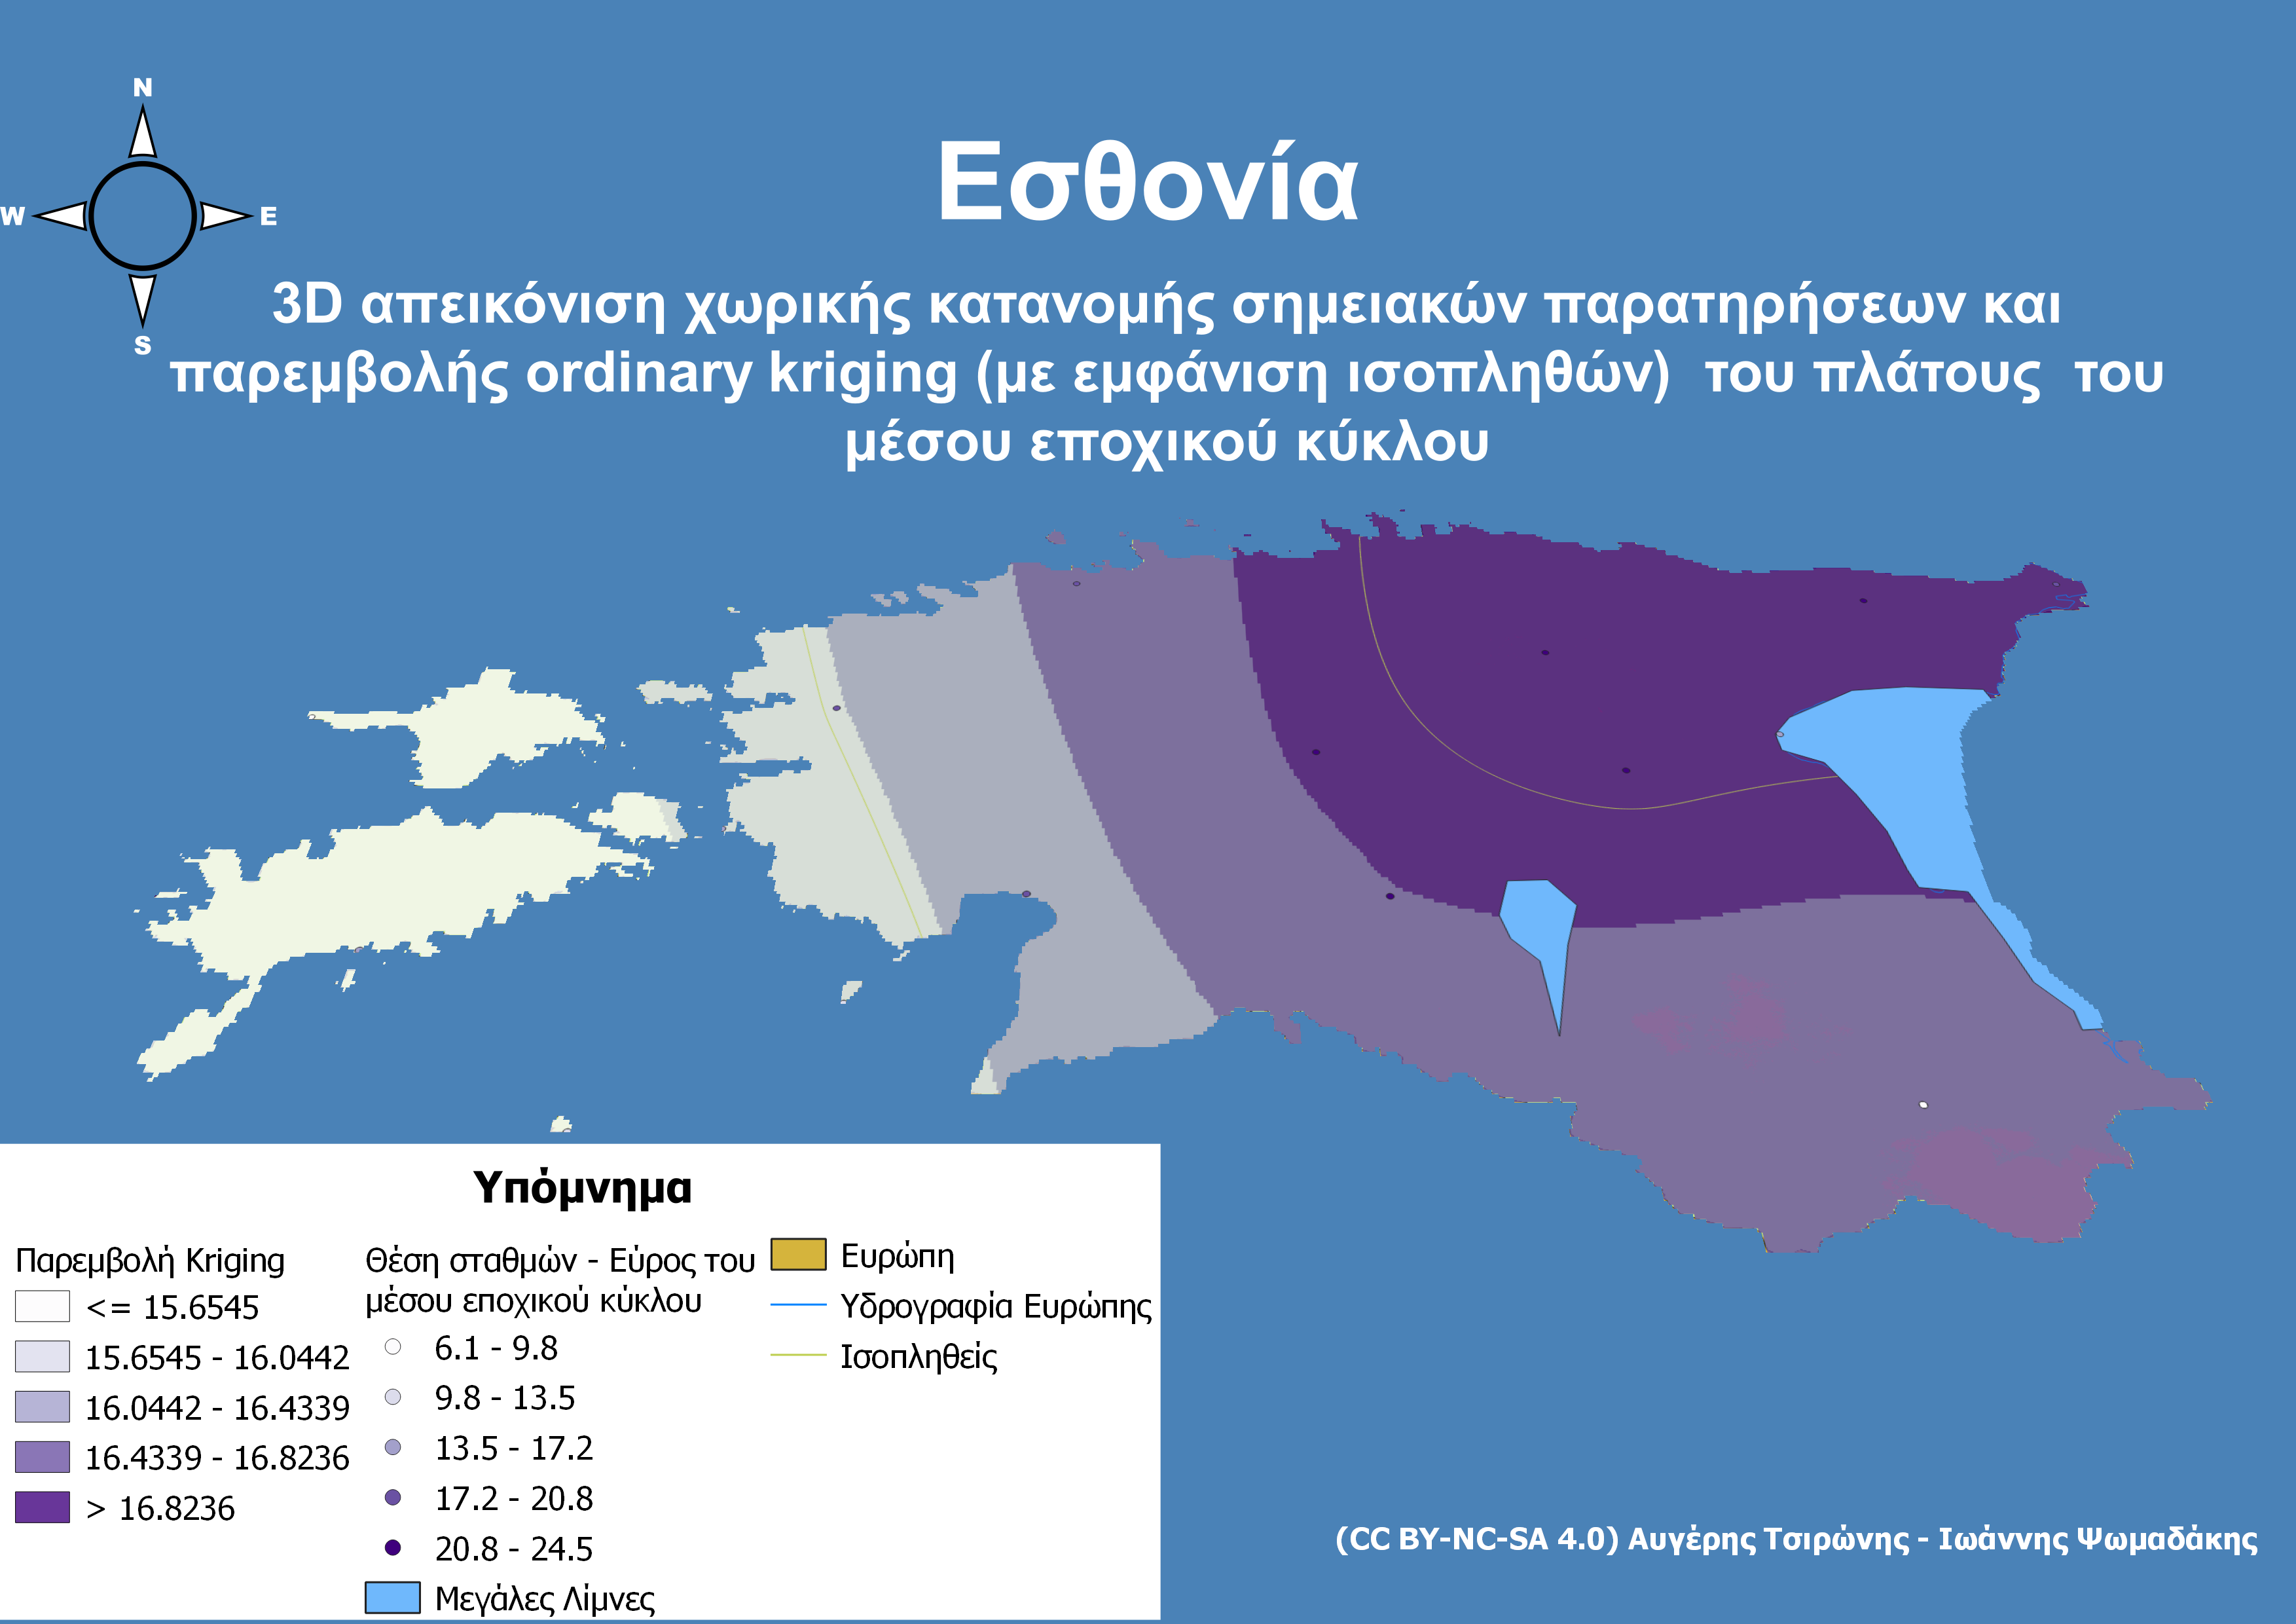 N
W
E
S
Εσθονία
3D απεικόνιση χωρικής κατανομής σημειακών παρατηρήσεων και
παρεμβολής ordinary kriging (με εμφάνιση ισοπληθών) του πλάτους του
μέσου εποχικού κύκλου
Υπόμνημα
Παρεμβολή Kriging
<= 15.6545
15.6545 - 16.0442
16.0442 - 16.4339
16.4339 - 16.8236
> 16.8236
Θέση σταθμών - Εύρος του
μέσου εποχικού κύκλου
6.1 - 9.8
9.8 - 13.5
13.5 - 17.2
17.2 - 20.8
20.8 - 24.5
Μεγάλες Λίμνες
Ευρώπη
Υδρογραφία Ευρώπης
Ισοπληθείς
(CC BY-NC-SA 4.0) Αυγέρης Τσιρώνης - Ιωάννης Ψωμαδάκης